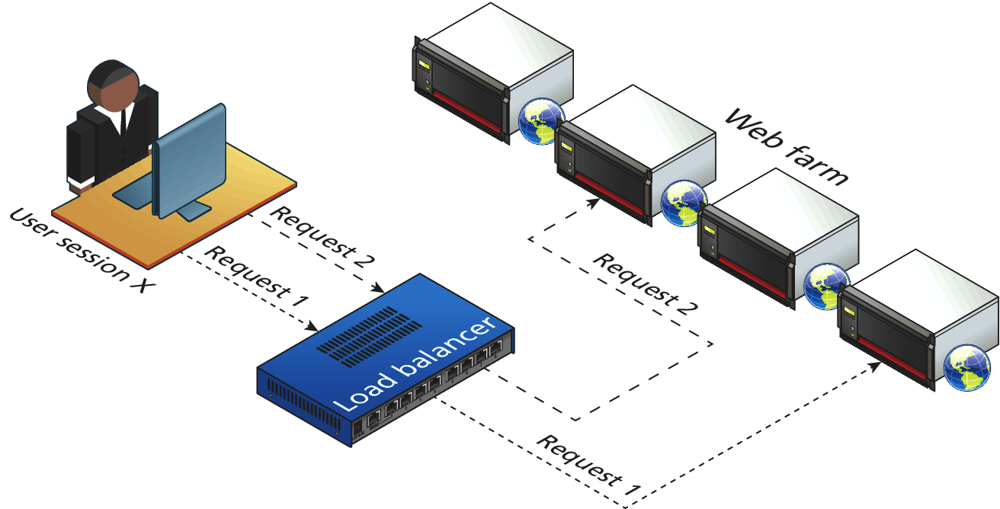 Web farm
User session X
Request 2
Request 1
Request 2
Load balancer
Request 1